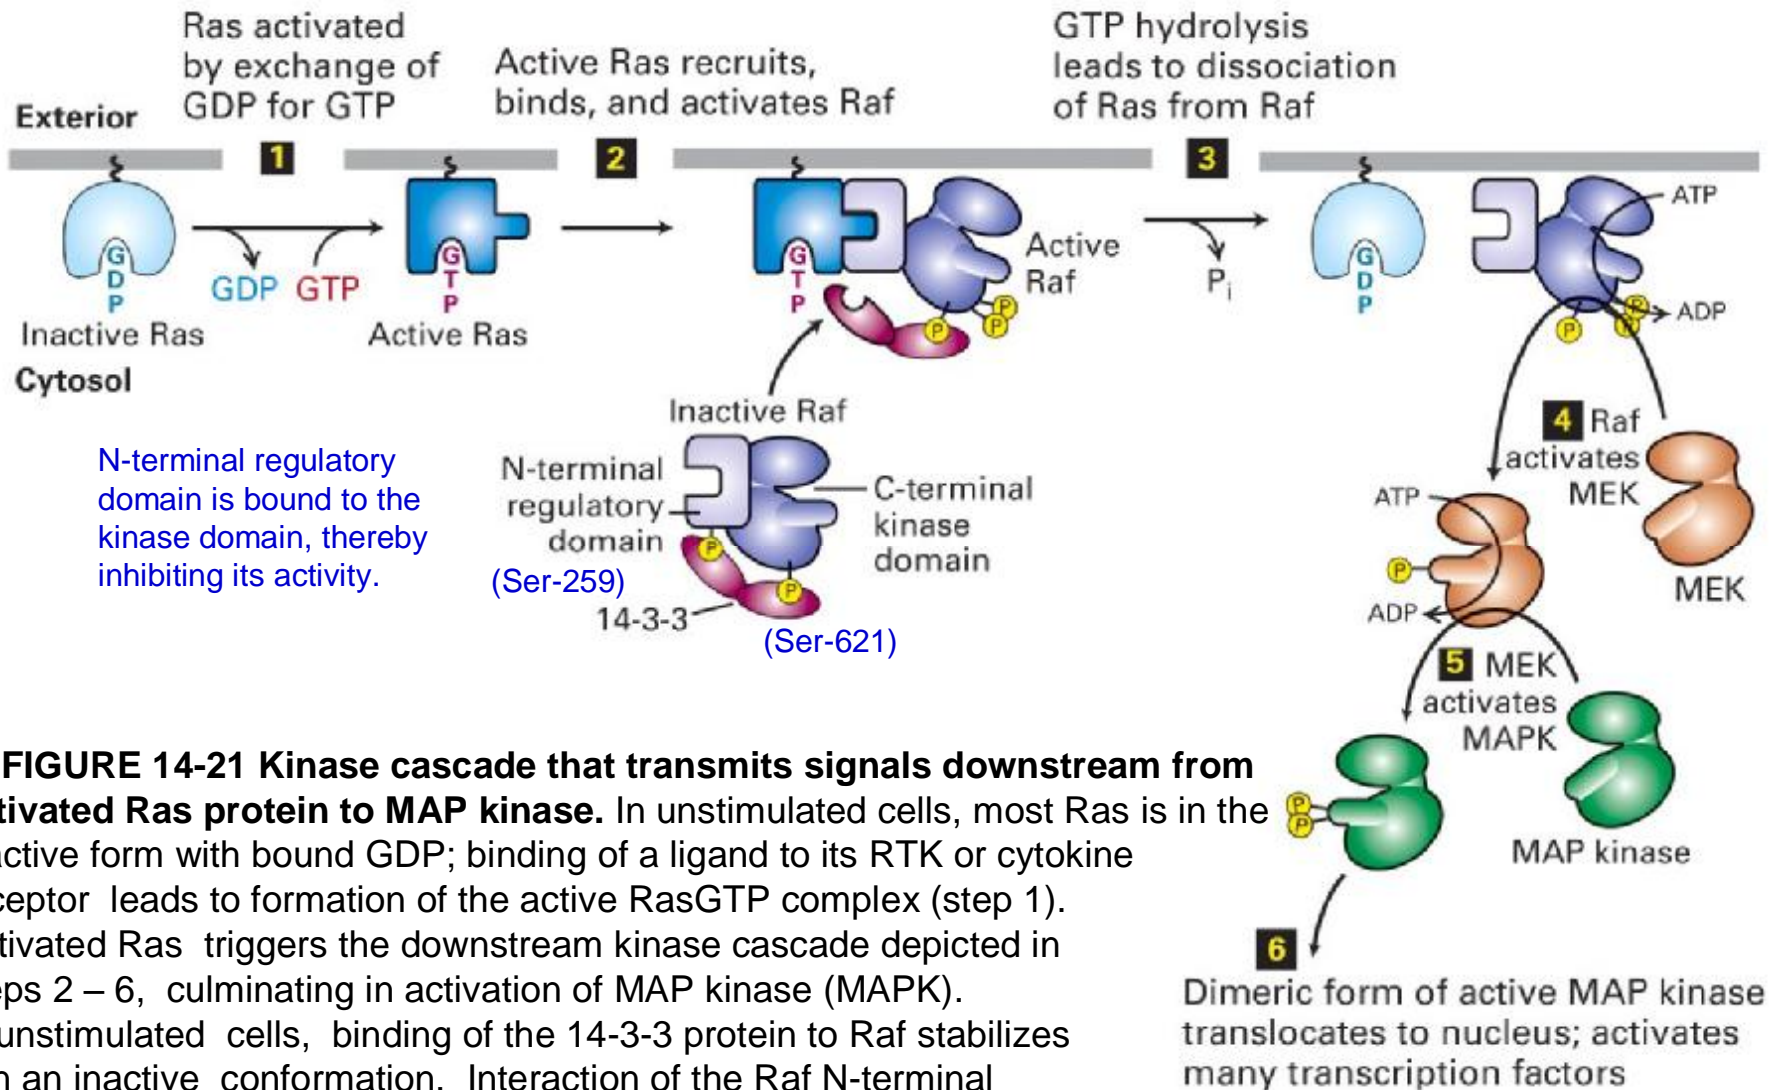 Ras activated
by exchange of
GDP for GTP
Active Ras recruits,
binds, and activates Raf
GTP hydrolysis
leads to dissociation
of Ras from Raf
Exterior
1
2
3
GDP
GDP GTP
Inactive Ras
GTP
Active Ras
GTP
Active
Raf
P
P
P
Pi
GDP
ATP
ADP
P
P
P
Cytosol
Inactive Raf
N-terminal regulatory
domain is bound to the
kinase domain, thereby
inhibiting its activity.
N-terminal
regulatory
domain
(Ser-259)
P
P
14-3-3
(Ser-621)
C-terminal
kinase
domain
4 Raf
activates
MEK
MEK
ATP
P
ADP
5 MEK
activates
MAPK
P
P
MAP kinase
6
Dimeric form of active MAP kinase
translocates to nucleus; activates
many transcription factors
FIGURE 14-21 Kinase cascade that transmits signals downstream from
tivated Ras protein to MAP kinase. In unstimulated cells, most Ras is in the
active form with bound GDP; binding of a ligand to its RTK or cytokine
ceptor leads to formation of the active RasGTP complex (step 1).
tivated Ras triggers the downstream kinase cascade depicted in
eps 2 – 6, culminating in activation of MAP kinase (MAPK).
unstimulated cells, binding of the 14-3-3 protein to Raf stabilizes
an inactive conformation. Interaction of the Raf N-terminal